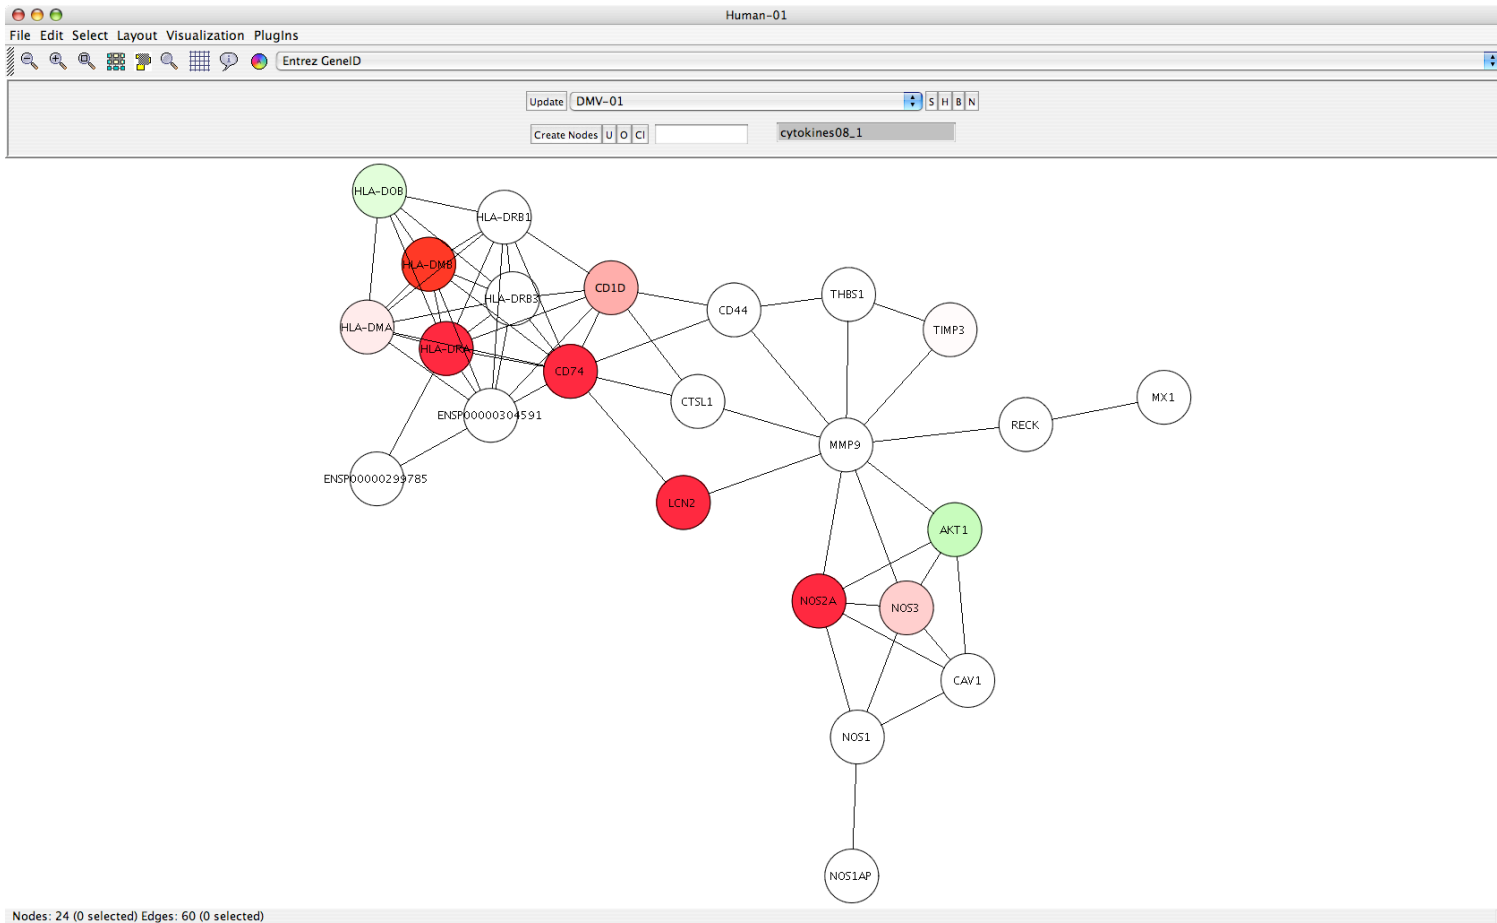 Human-01
File Edit Select Layout Visualization PlugIns
Entrez GeneID
Update DMV-01 S H B N
Create Nodes U O Cl cytokines08_1
HLA-DOB
HLA-DRB1
HLA-DMB
CD1D
HLA-DRB3
THBS1
CD44
HLA-DMA
TIMP3
HLA-DRA
CD74
MX1
CTSL1
ENSP00000304591
RECK
MMP9
ENSP00000299785
LCN2
AKT1
NOS2A
NOS3
CAV1
NOS1
NOS1AP
Nodes: 24 (0 selected) Edges: 60 (0 selected)